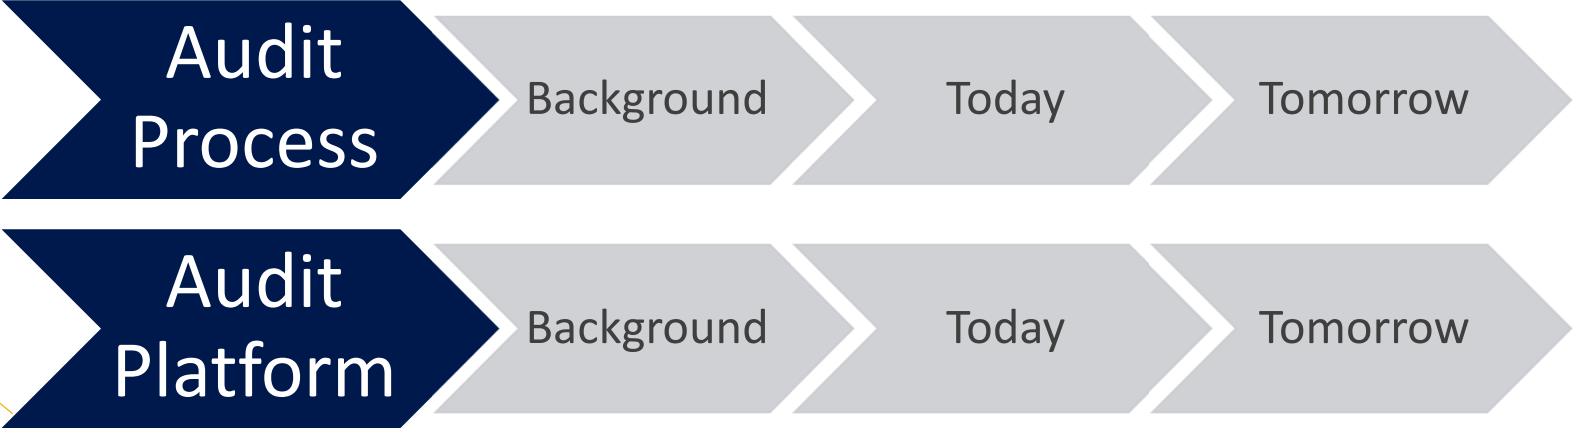 Audit
Process
Background
Today
Tomorrow
Audit
Platform
Background
Today
Tomorrow